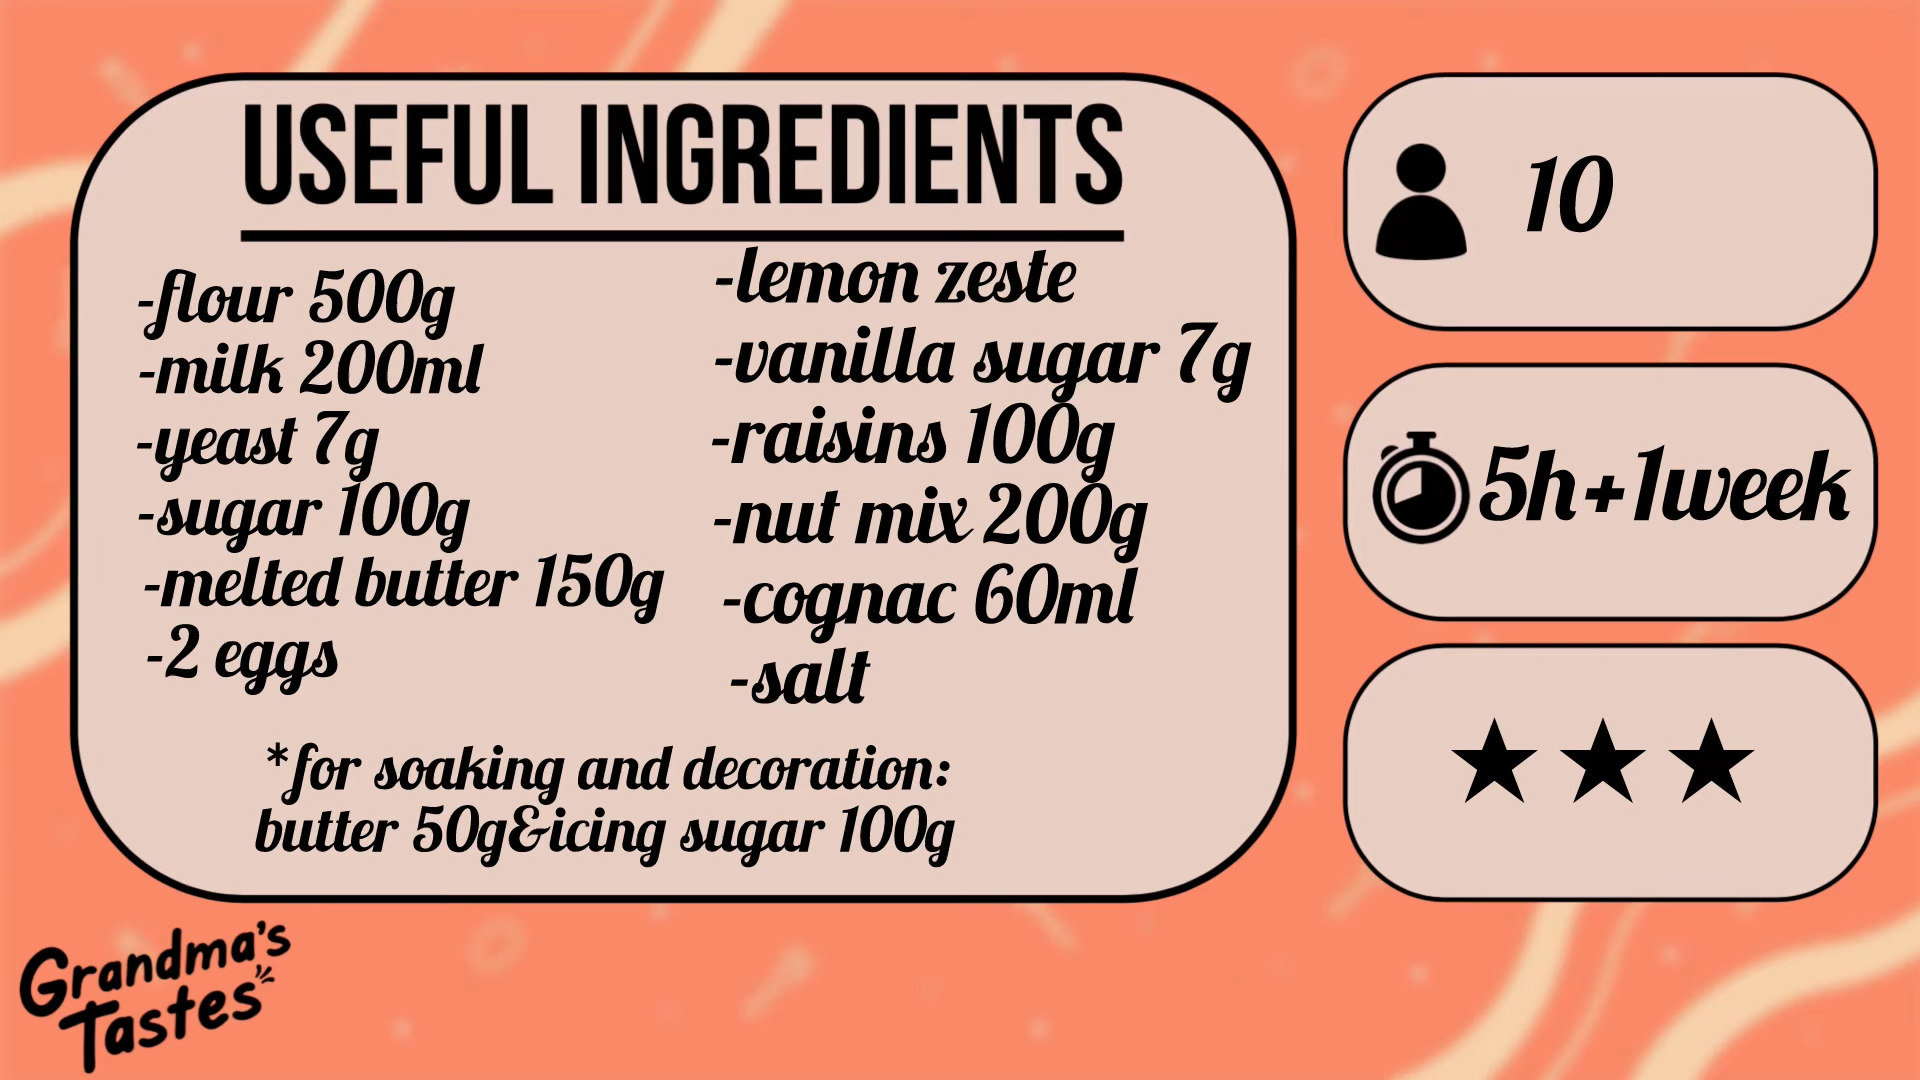 USEFUL INGREDIENTS
-flour 500g
-milk 200ml
-yeast 7g
-sugar 100g
-melted butter 150g
-2 eggs
-lemon zeste
-vanilla sugar 7g
-raisins 100g
-nut mix 200g
-cognac 60ml
-salt
*for soaking and decoration:
butter 50g&icing sugar 100g
10
5h+1week
Grandma's
Tastes